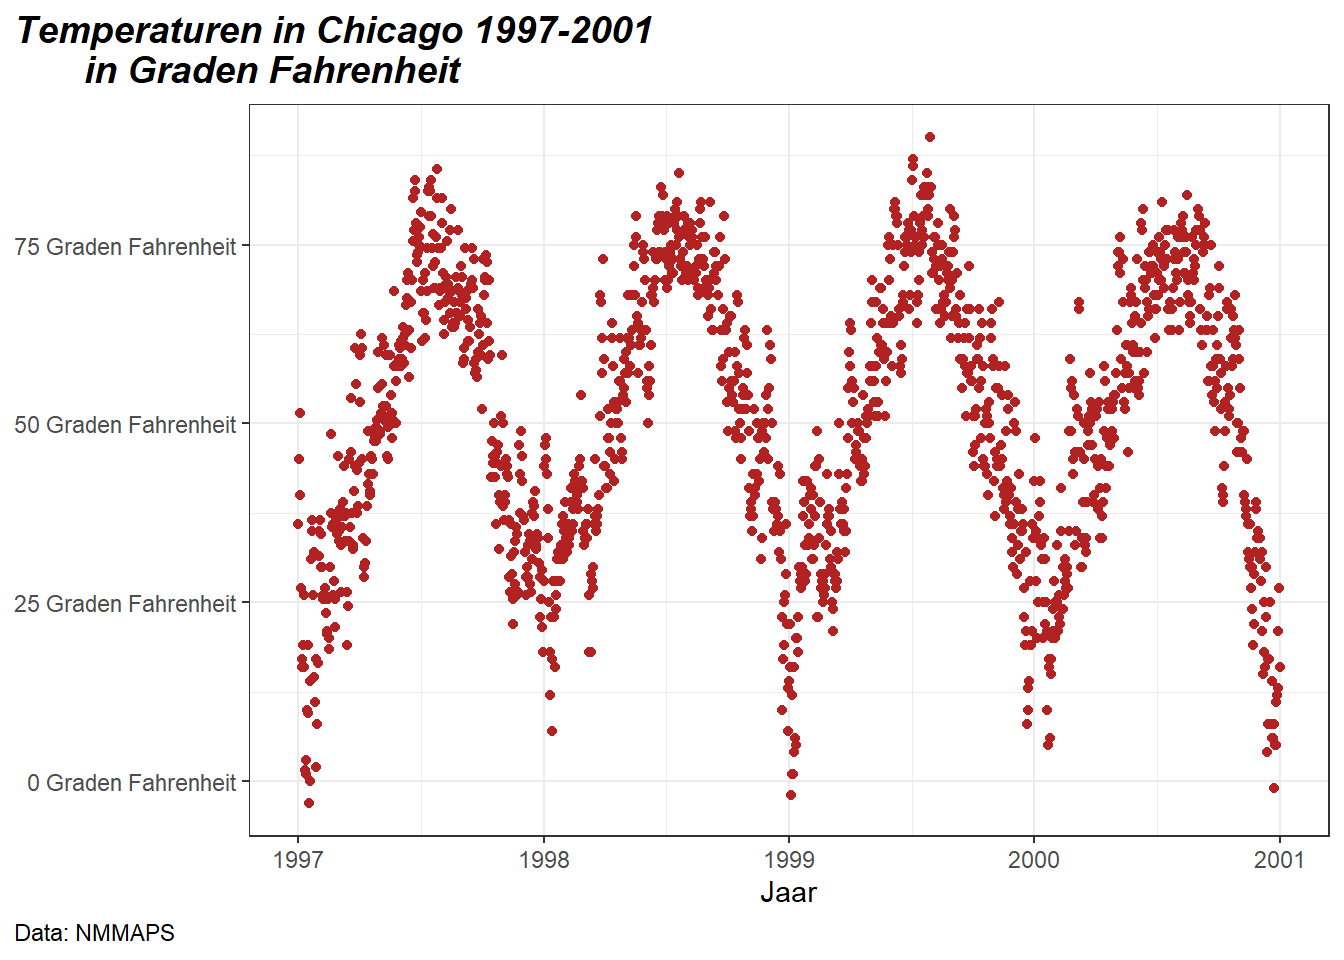 Temperaturen in Chicago 1997-2001
in Graden Fahrenheit
75 Graden Fahrenheit
50 Graden Fahrenheit
25 Graden Fahrenheit
0 Graden Fahrenheit
1997 1998 1999 2000 2001
Jaar
Data: NMMAPS